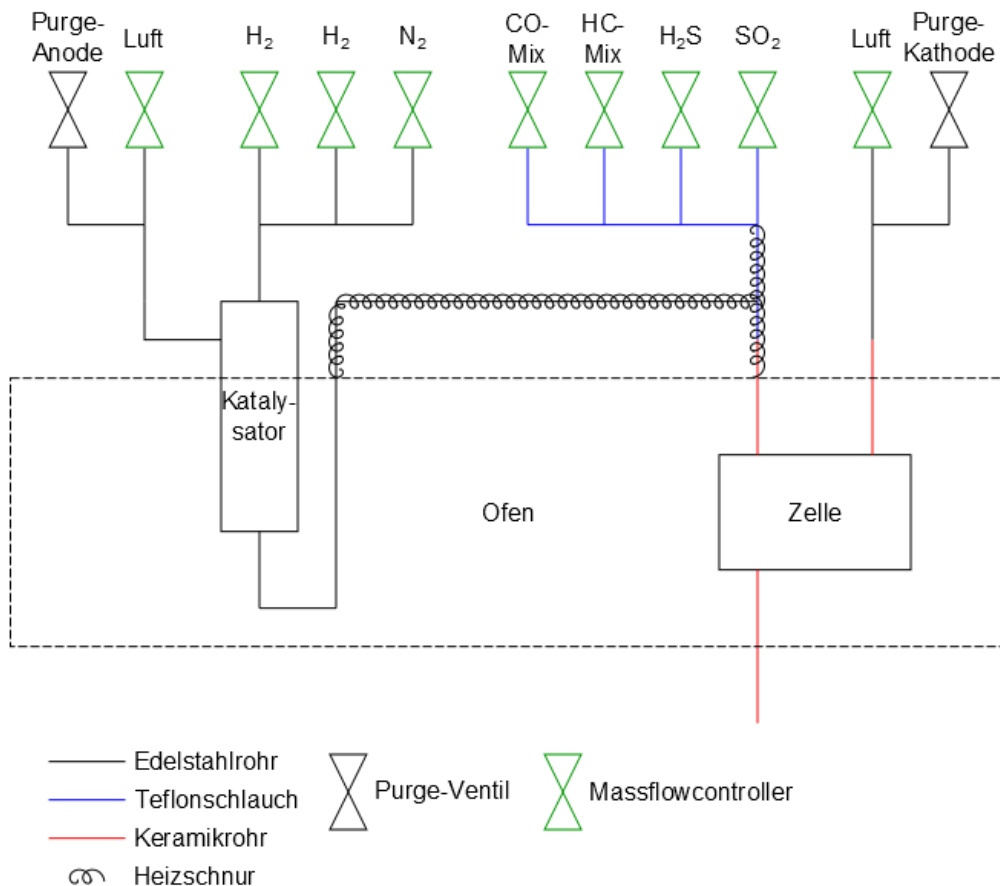 Purge-
Anode
Luft
H₂
H₂
N₂
CO-
Mix
HC-
Mix
H₂S
SO₂
Luft
Purge-
Kathode
Kataly-
sator
Ofen
Zelle
Edelstahlrohr
Teflonschlauch
Keramikrohr
Heizschnur
Purge-Ventil
Massflowcontroller